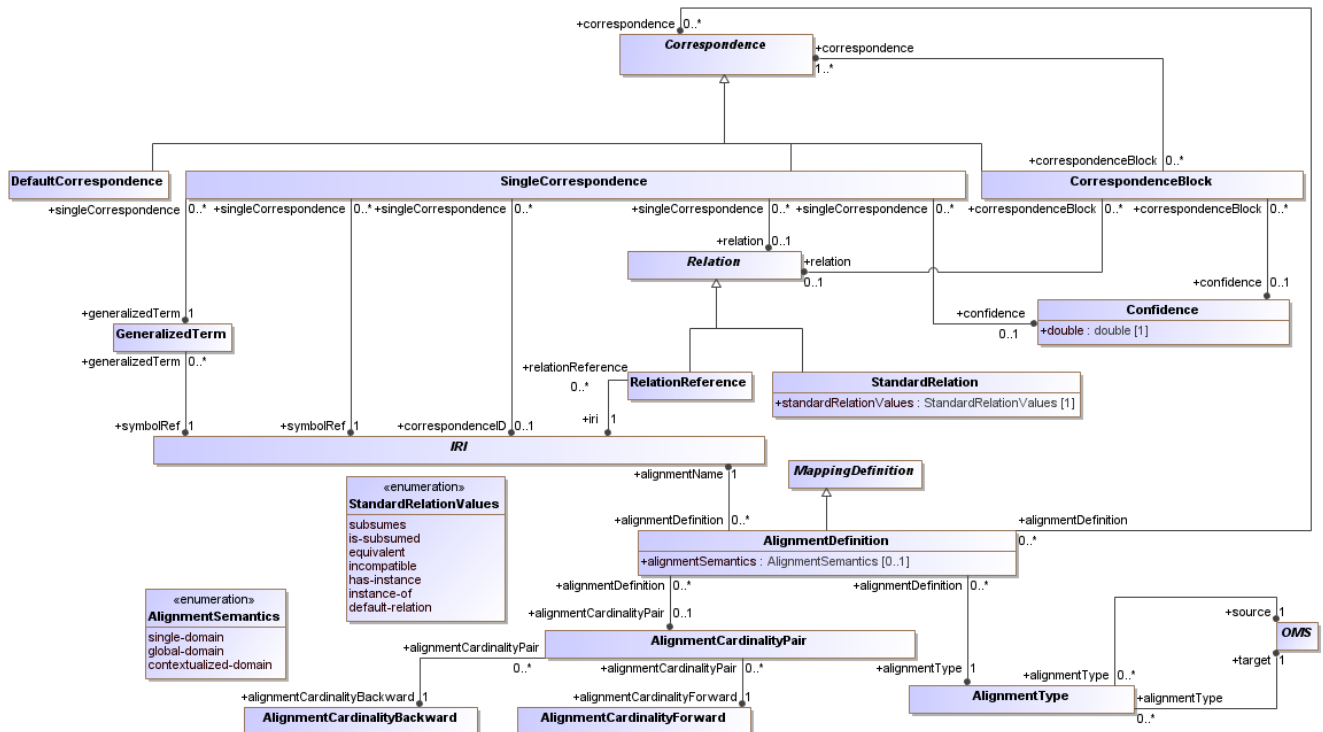 +correspondence 0..*
Correspondence
+correspondence
1..*
+correspondenceBlock 0..*
DefaultCorrespondence
SingleCorrespondence
CorrespondenceBlock
+singleCorrespondence 0..* +singleCorrespondence 0..* +singleCorrespondence 0..* +singleCorrespondence 0..* +singleCorrespondence 0..* +correspondenceBlock 0..* +correspondenceBlock 0..*
+relation 0..1
Relation
+relation
0..1
+confidence 0..1
+generalizedTerm 1
+confidence
0..1
Confidence
+double : double [1]
GeneralizedTerm
+generalizedTerm 0..*
+relationReference
0..*
RelationReference
StandardRelation
+standardRelationValues : StandardRelationValues [1]
+symbolRef 1 +symbolRef 1 +correspondenceID 0..1 +iri 1
IRI
+alignmentName 1
MappingDefinition
«enumeration»
StandardRelationValues
subsumes
is-subsumed
equivalent
incompatible
has-instance
instance-of
default-relation
+alignmentDefinition 0..*
+alignmentDefinition
0..*
AlignmentDefinition
+alignmentSemantics : AlignmentSemantics [0..1]
+alignmentDefinition 0..* +alignmentDefinition 0..*
«enumeration»
AlignmentSemantics
single-domain
global-domain
contextualized-domain
+alignmentCardinalityPair 0..1
+source 1
AlignmentCardinalityPair
OMS
+alignmentCardinalityPair
0..*
+alignmentCardinalityPair 0..*
+alignmentType 1
+alignmentType 0..*
+target 1
+alignmentCardinalityBackward 1 +alignmentCardinalityForward 1
AlignmentType
+alignmentType
0..*
AlignmentCardinalityBackward
AlignmentCardinalityForward